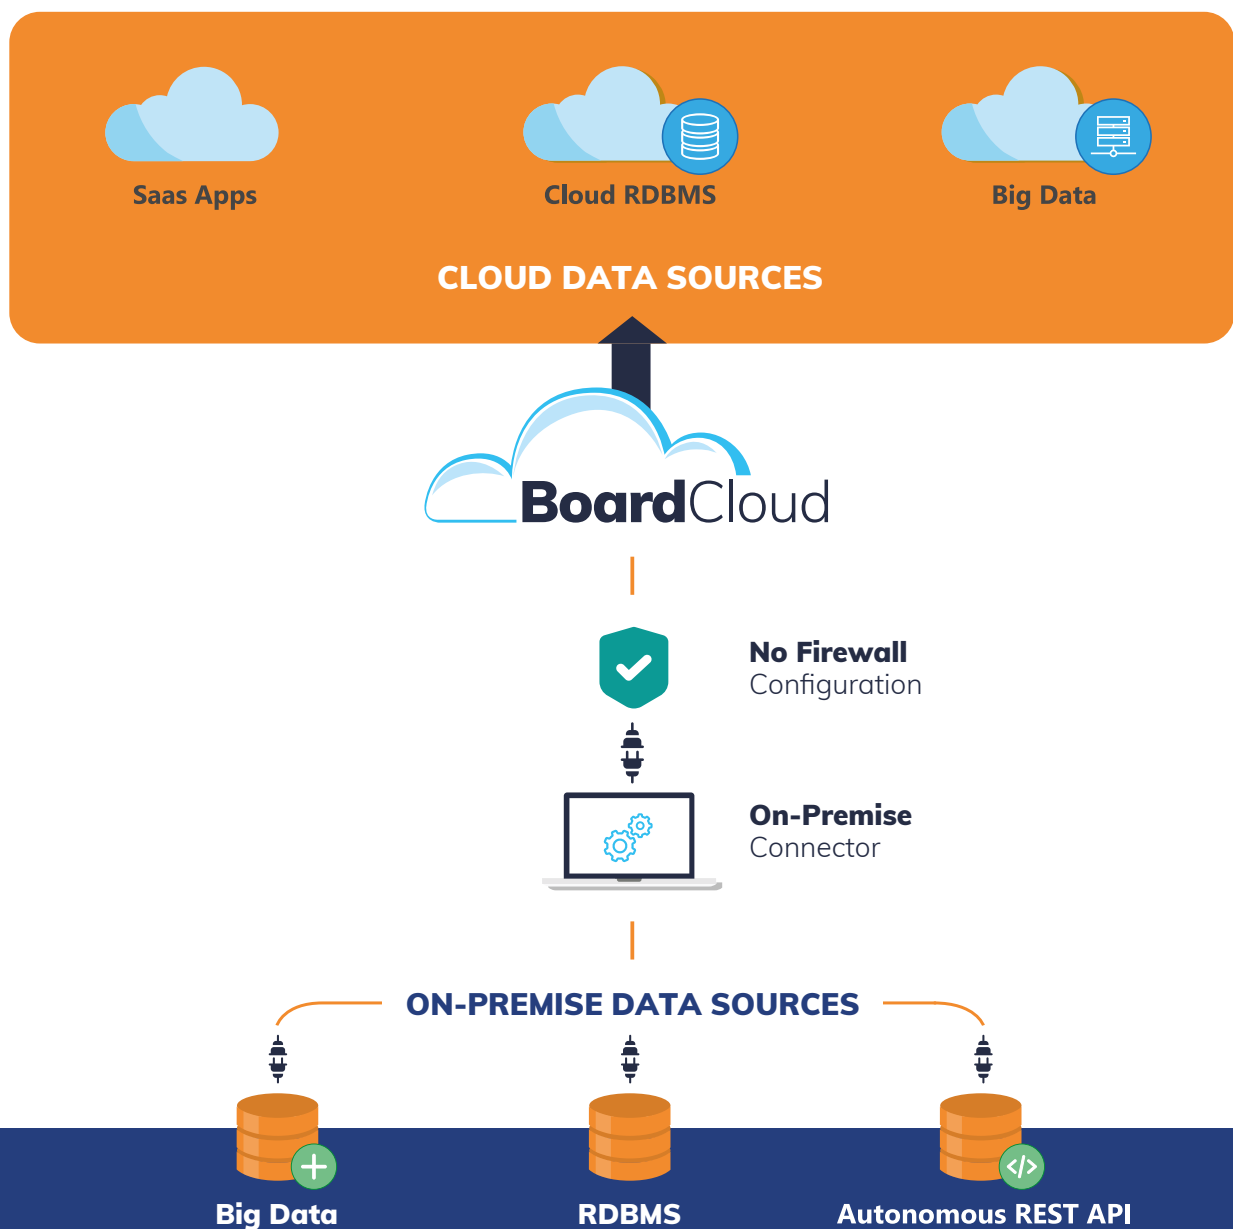 Saas Apps
Cloud RDBMS
Big Data
CLOUD DATA SOURCES
BoardCloud
No Firewall
Configuration
On-Premise
Connector
ON-PREMISE DATA SOURCES
Big Data
RDBMS
Autonomous REST API